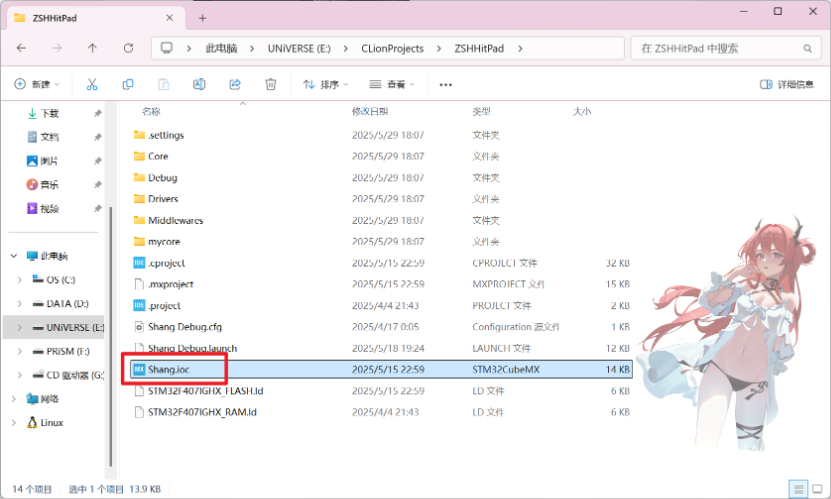 ZSHHitPad
此电脑 > UNiVERSE (E:) > CLionProjects > ZSHHitPad >
在 ZSHHitPad 中搜索
新建
排序
查看
详细信息
下载
文档
图片
音乐
视频
此电脑
OS (C:)
DATA (D:)
UNiVERSE (E:)
PRiSM (F:)
CD 驱动器 (G:)
网络
Linux
名称 修改日期 类型 大小
.settings 2025/5/29 18:07 文件夹
Core 2025/5/29 18:07 文件夹
Debug 2025/5/29 18:07 文件夹
Drivers 2025/5/29 18:07 文件夹
Middlewares 2025/5/29 18:07 文件夹
mycore 2025/5/29 18:07 文件夹
IDE .cproject 2025/5/15 22:59 CPROJECT 文件 32 KB
.mxproject 2025/5/15 22:59 MXPROJECT 文件 15 KB
IDE .project 2025/4/4 21:43 PROJECT 文件 2 KB
Shang Debug.cfg 2025/4/17 0:05 Configuration 源文件 1 KB
Shang Debug.launch 2025/5/18 19:24 LAUNCH 文件 12 KB
MX Shang.ioc 2025/5/15 22:59 STM32CubeMX 14 KB
STM32F407IGHX_FLASH.ld 2025/5/15 22:59 LD 文件 6 KB
STM32F407IGHX_RAM.ld 2025/4/4 21:43 LD 文件 6 KB
14 个项目 选中 1 个项目 13.9 KB